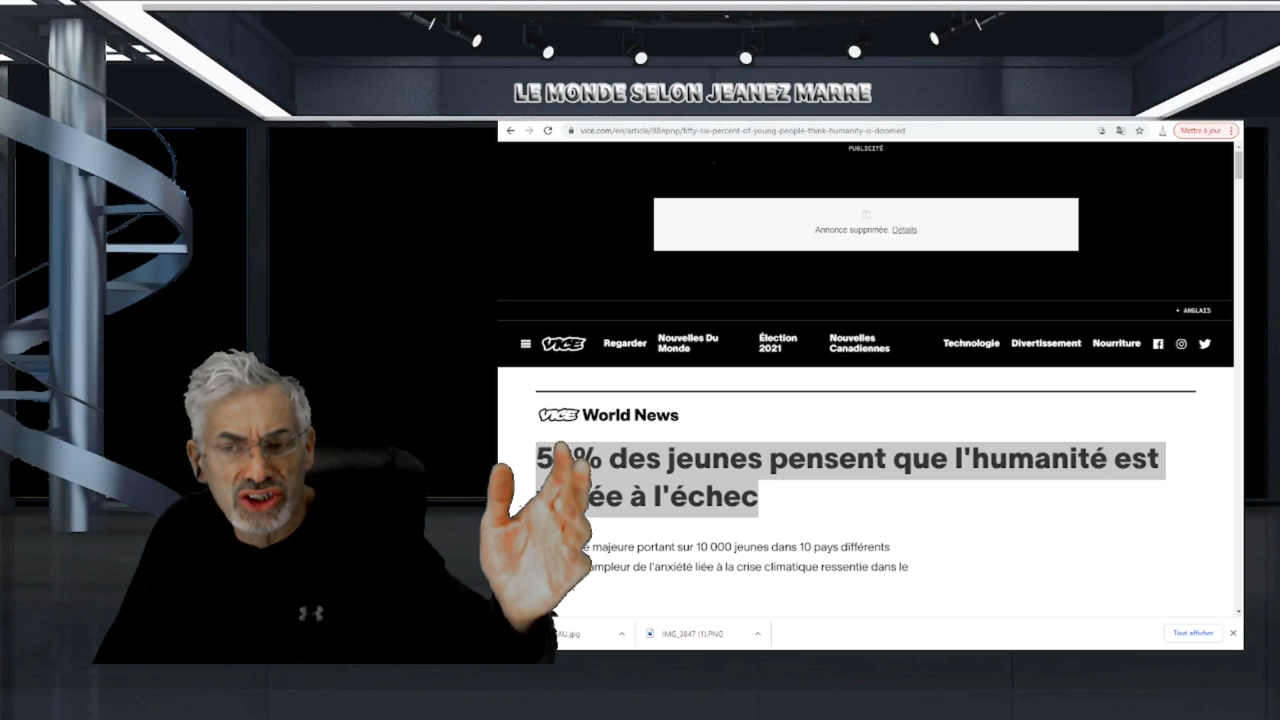 LE MONDE SELON JEANEZ MARRE
vice.com/en/article/88npnp/fifty-six-percent-of-young-people-think-humanity-is-doomed
Mettre à jour
PUBLICITÉ
Annonce supprimée. Détails
+ ANGLAIS
VICE
Regarder
Nouvelles Du
Monde
Élection
2021
Nouvelles
Canadiennes
Technologie
Divertissement
Nourriture
VICE World News
5 % des jeunes pensent que l'humanité est
ée à l'échec
e majeure portant sur 10 000 jeunes dans 10 pays différents
ampleur de l'anxiété liée à la crise climatique ressentie dans le
AU.jpg
IMG_3847 (1).PNG
Tout afficher